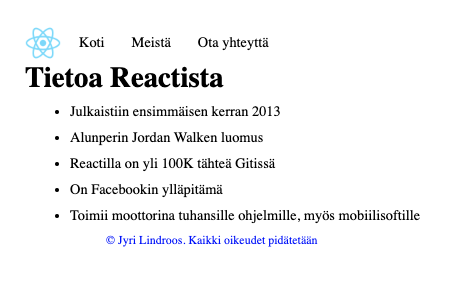 Koti Meistä Ota yhteyttä
Tietoa Reactista
• Julkaistiin ensimmäisen kerran 2013
• Alunperin Jordan Walken luomus
• Reactilla on yli 100K tähteä Gitissä
• On Facebookin ylläpitämä
• Toimii moottorina tuhansille ohjelmille, myös mobiilisoftille
© Jyri Lindroos. Kaikki oikeudet pidätetään